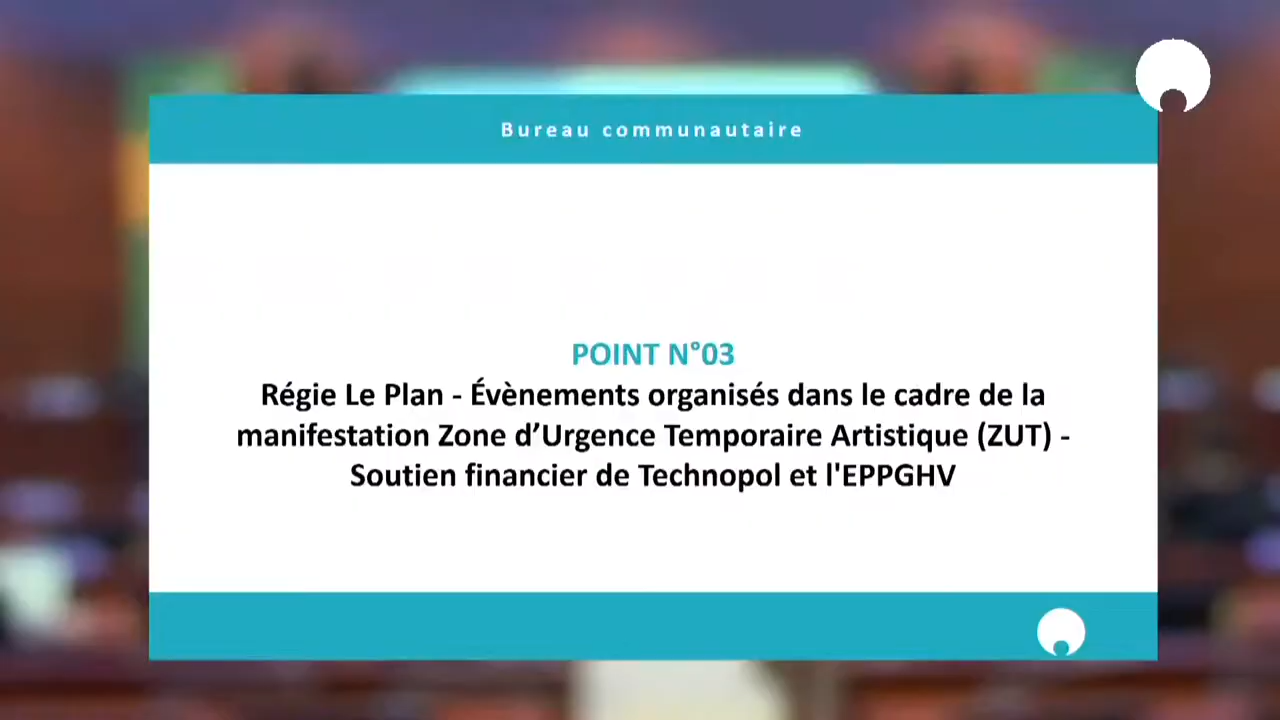 Bureau communautaire
POINT N°03
Régie Le Plan - Évènements organisés dans le cadre de la
manifestation Zone d’Urgence Temporaire Artistique (ZUT) -
Soutien financier de Technopol et l'EPPGHV